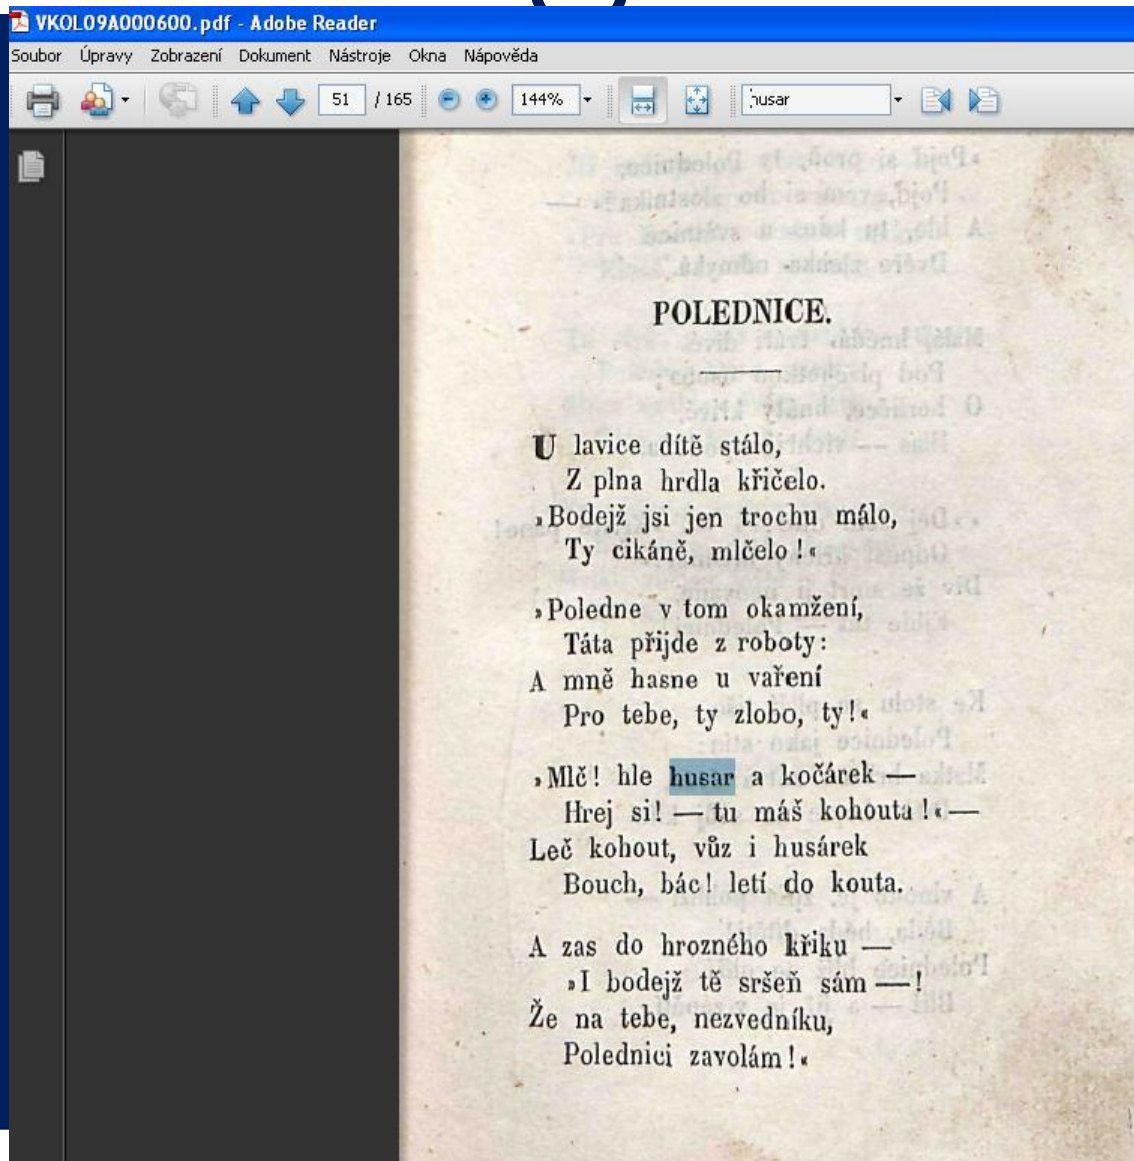 VKOL09A000600.pdf - Adobe Reader
Soubor Úpravy Zobrazení Dokument Nástroje Okna Nápověda
51 / 165 144% husar
POLEDNICE.
U lavice dítě stálo,
Z plna hrdla křičelo.
„Bodejž jsi jen trochu málo,
Ty cikáně, mlčelo!“
„Poledne v tom okamžení,
Táta přijde z roboty:
A mně hasne u vaření
Pro tebe, ty zlobo, ty!“
„Mlč! hle husar a kočárek —
Hrej si! — tu máš kohouta!“ —
Leč kohout, vůz i husárek
Bouch, bác! letí do kouta.
A zas do hrozného křiku —
„I bodejž tě sršeň sám —!
Že na tebe, nezvedníku,
Polednici zavolám!“